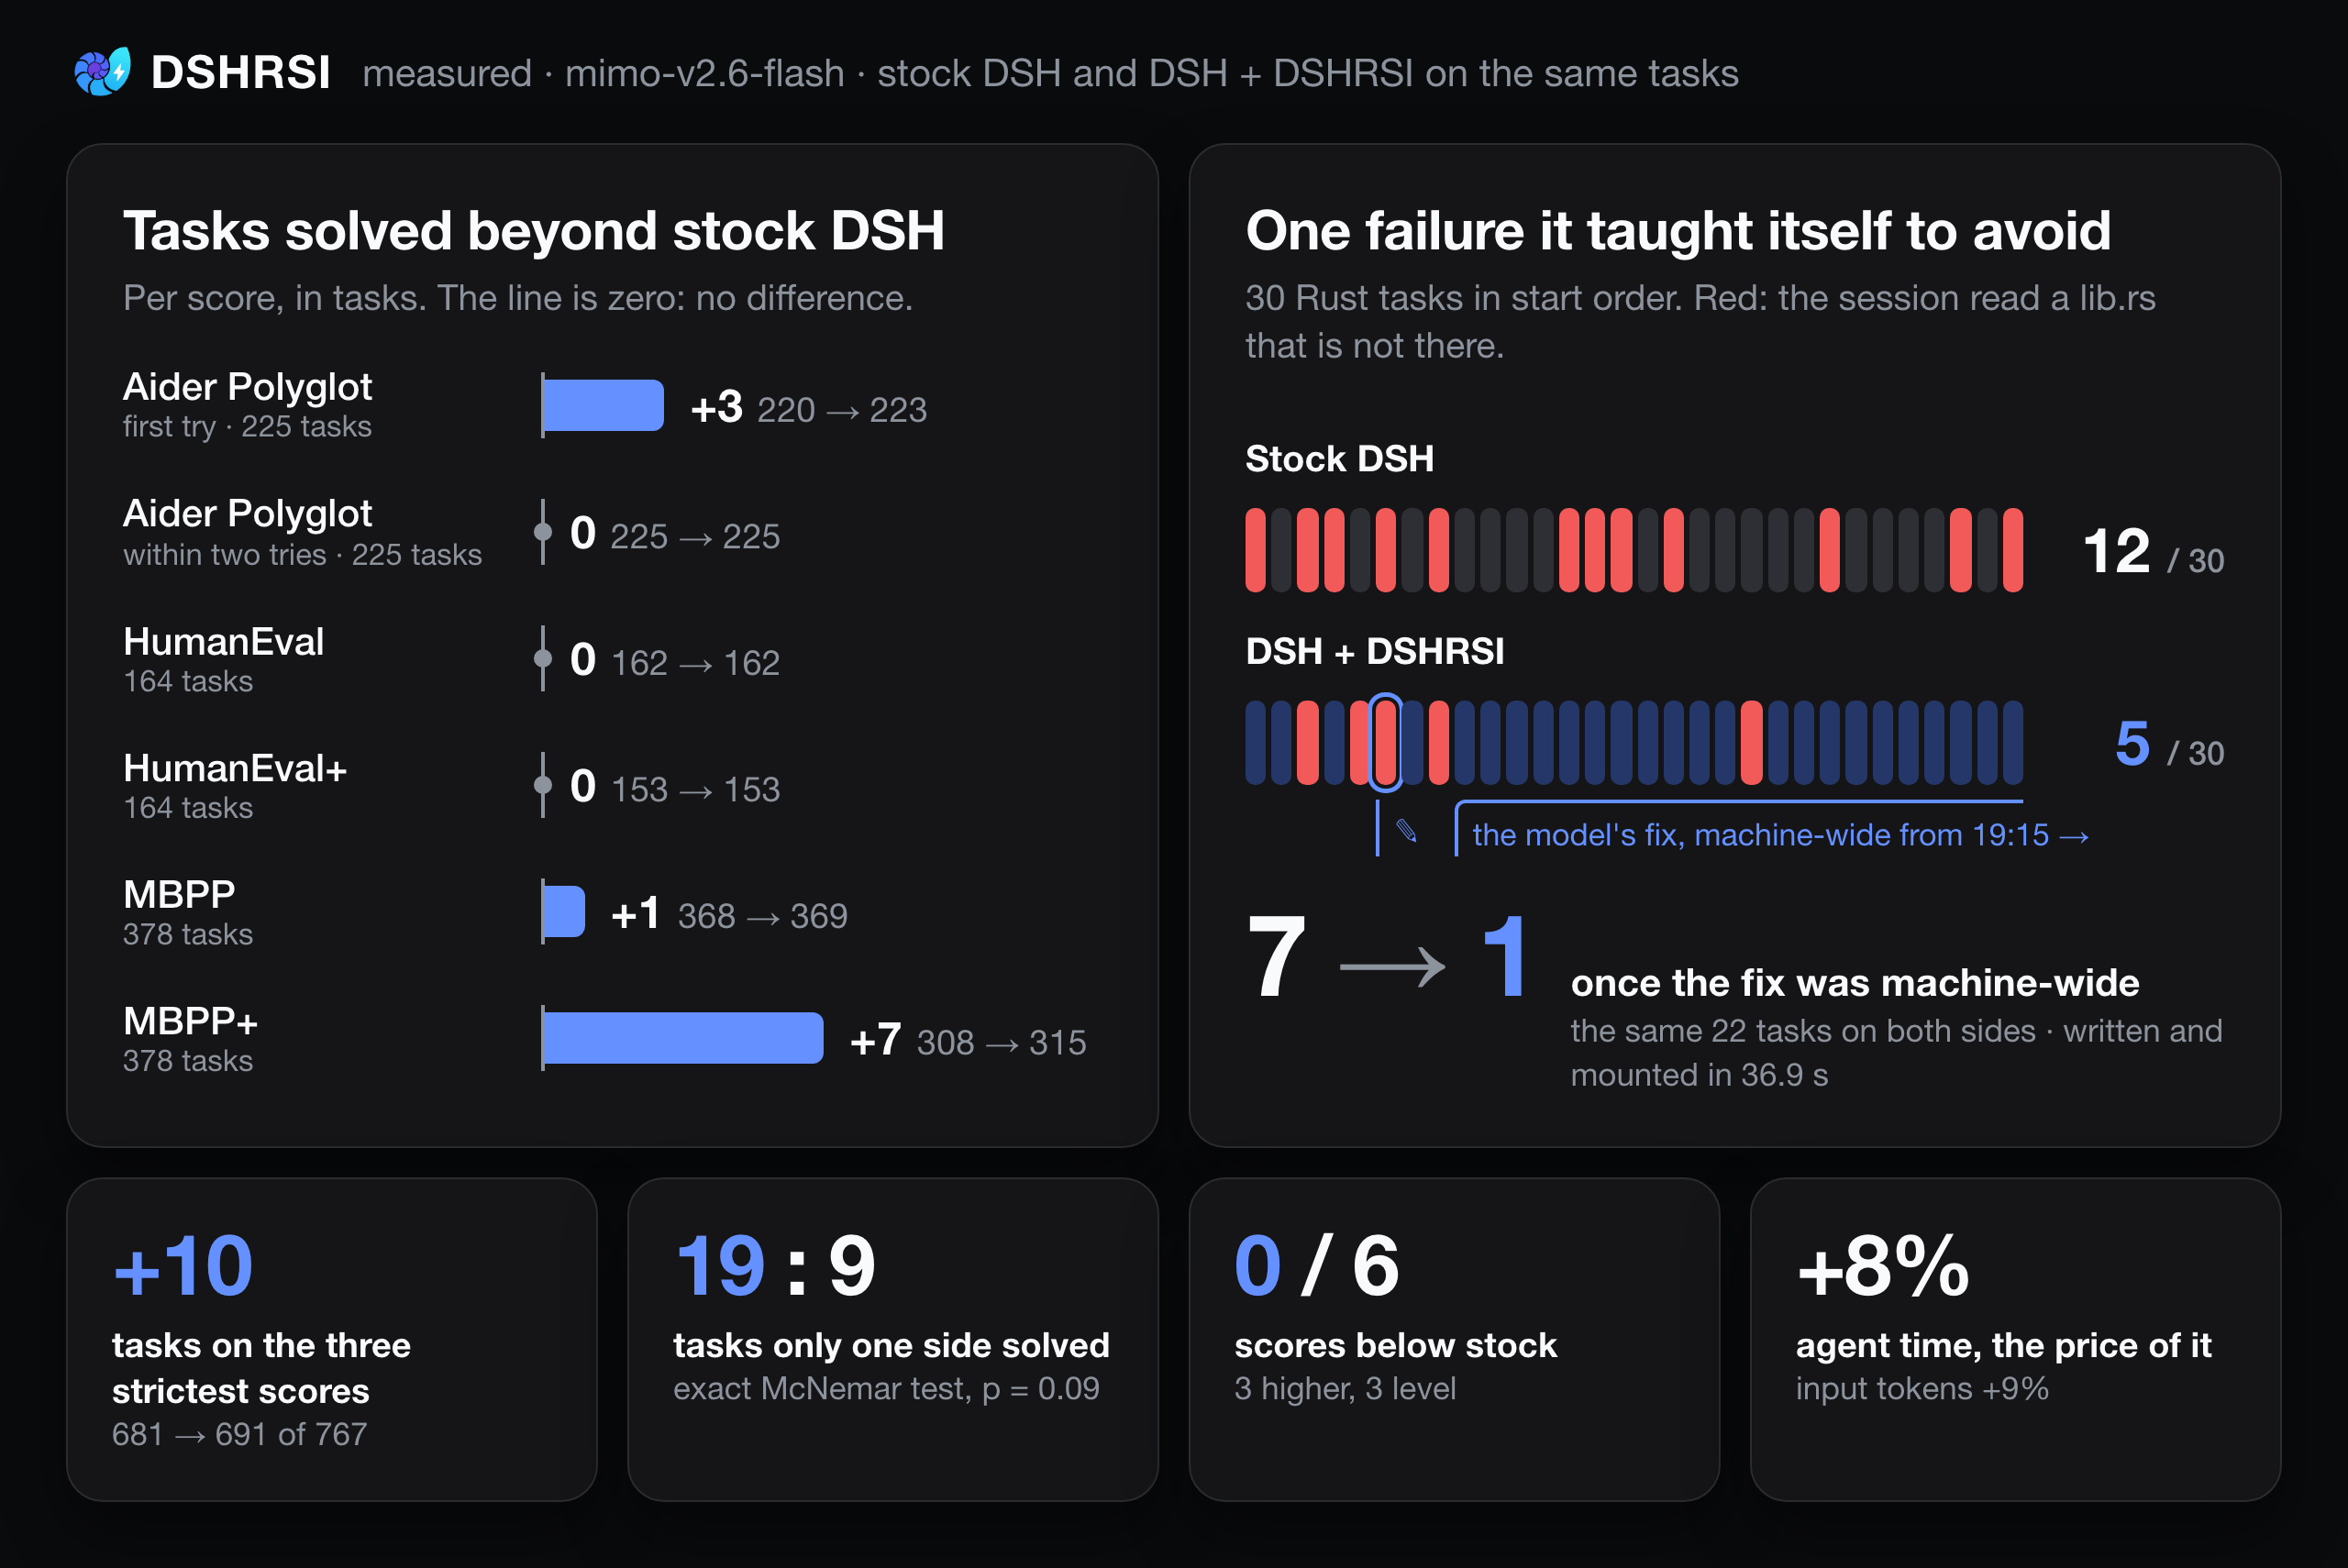 DSHRSI measured · mimo-v2.6-flash · stock DSH and DSH + DSHRSI on the same tasks
Tasks solved beyond stock DSH
Per score, in tasks. The line is zero: no difference.
Aider Polyglot
first try · 225 tasks
+3 220 → 223
Aider Polyglot
within two tries · 225 tasks
0 225 → 225
HumanEval
164 tasks
0 162 → 162
HumanEval+
164 tasks
0 153 → 153
MBPP
378 tasks
+1 368 → 369
MBPP+
378 tasks
+7 308 → 315
One failure it taught itself to avoid
30 Rust tasks in start order. Red: the session read a lib.rs
that is not there.
Stock DSH
12 / 30
DSH + DSHRSI
5 / 30
✎ the model's fix, machine-wide from 19:15 →
7 → 1
once the fix was machine-wide
the same 22 tasks on both sides · written and
mounted in 36.9 s
+10
tasks on the three
strictest scores
681 → 691 of 767
19 : 9
tasks only one side solved
exact McNemar test, p = 0.09
0 / 6
scores below stock
3 higher, 3 level
+8%
agent time, the price of it
input tokens +9%